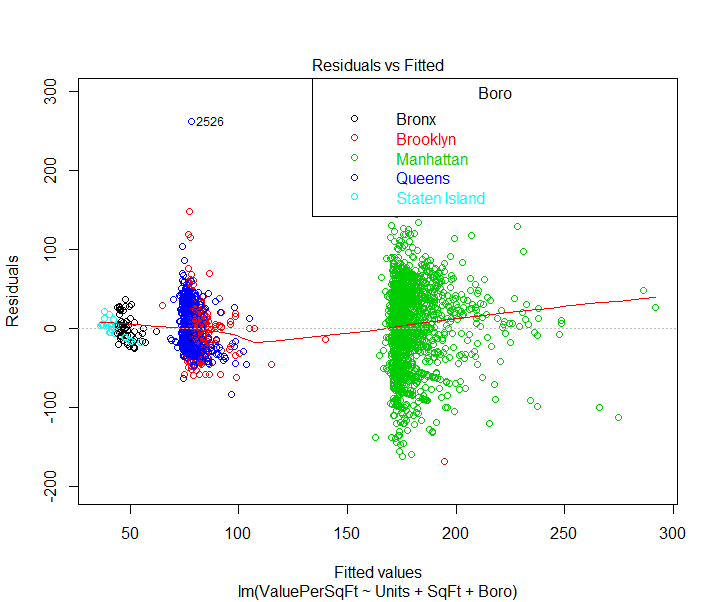 Residuals vs Fitted
Boro
Bronx
Brooklyn
Manhattan
Queens
Staten Island
2526
300
200
100
0
-100
-200
Residuals
50 100 150 200 250 300
Fitted values
lm(ValuePerSqFt ~ Units + SqFt + Boro)